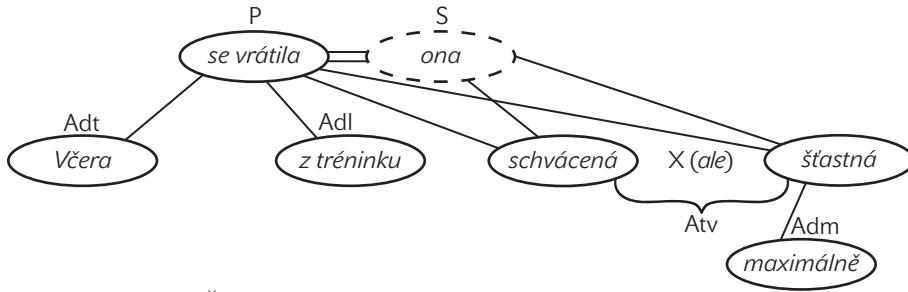 P S
se vrátila ona
Adt Adl
Včera z tréninku schvácená X (ale) šťastná
Atv Adm
maximálně